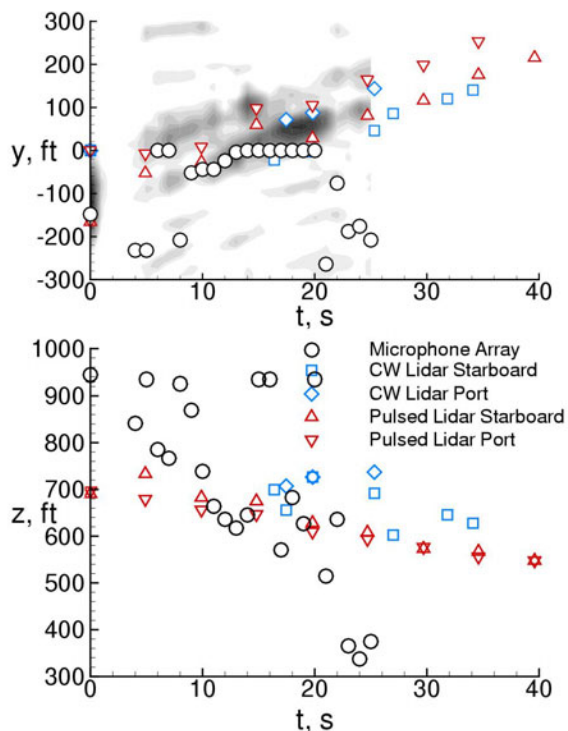 300
200
100
y, ft
0
-100
-200
-300
0
10
20
30
40
t, s
1000
Microphone Array
900
CW Lidar Starboard
CW Lidar Port
800
Pulsed Lidar Starboard
Pulsed Lidar Port
700
z, ft
600
500
400
300
0
10
20
30
40
t, s